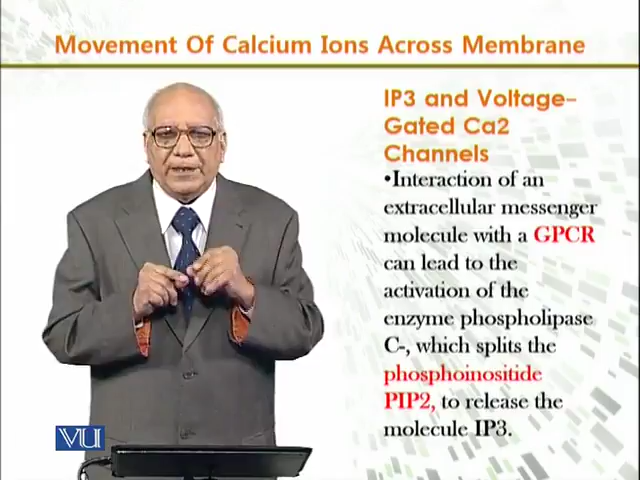 Movement Of Calcium Ions Across Membrane
IP3 and Voltage-
Gated Ca2
Channels
•Interaction of an
extracellular messenger
molecule with a GPCR
can lead to the
activation of the
enzyme phospholipase
C-, which splits the
phosphoinositide
PIP2, to release the
molecule IP3.
VU